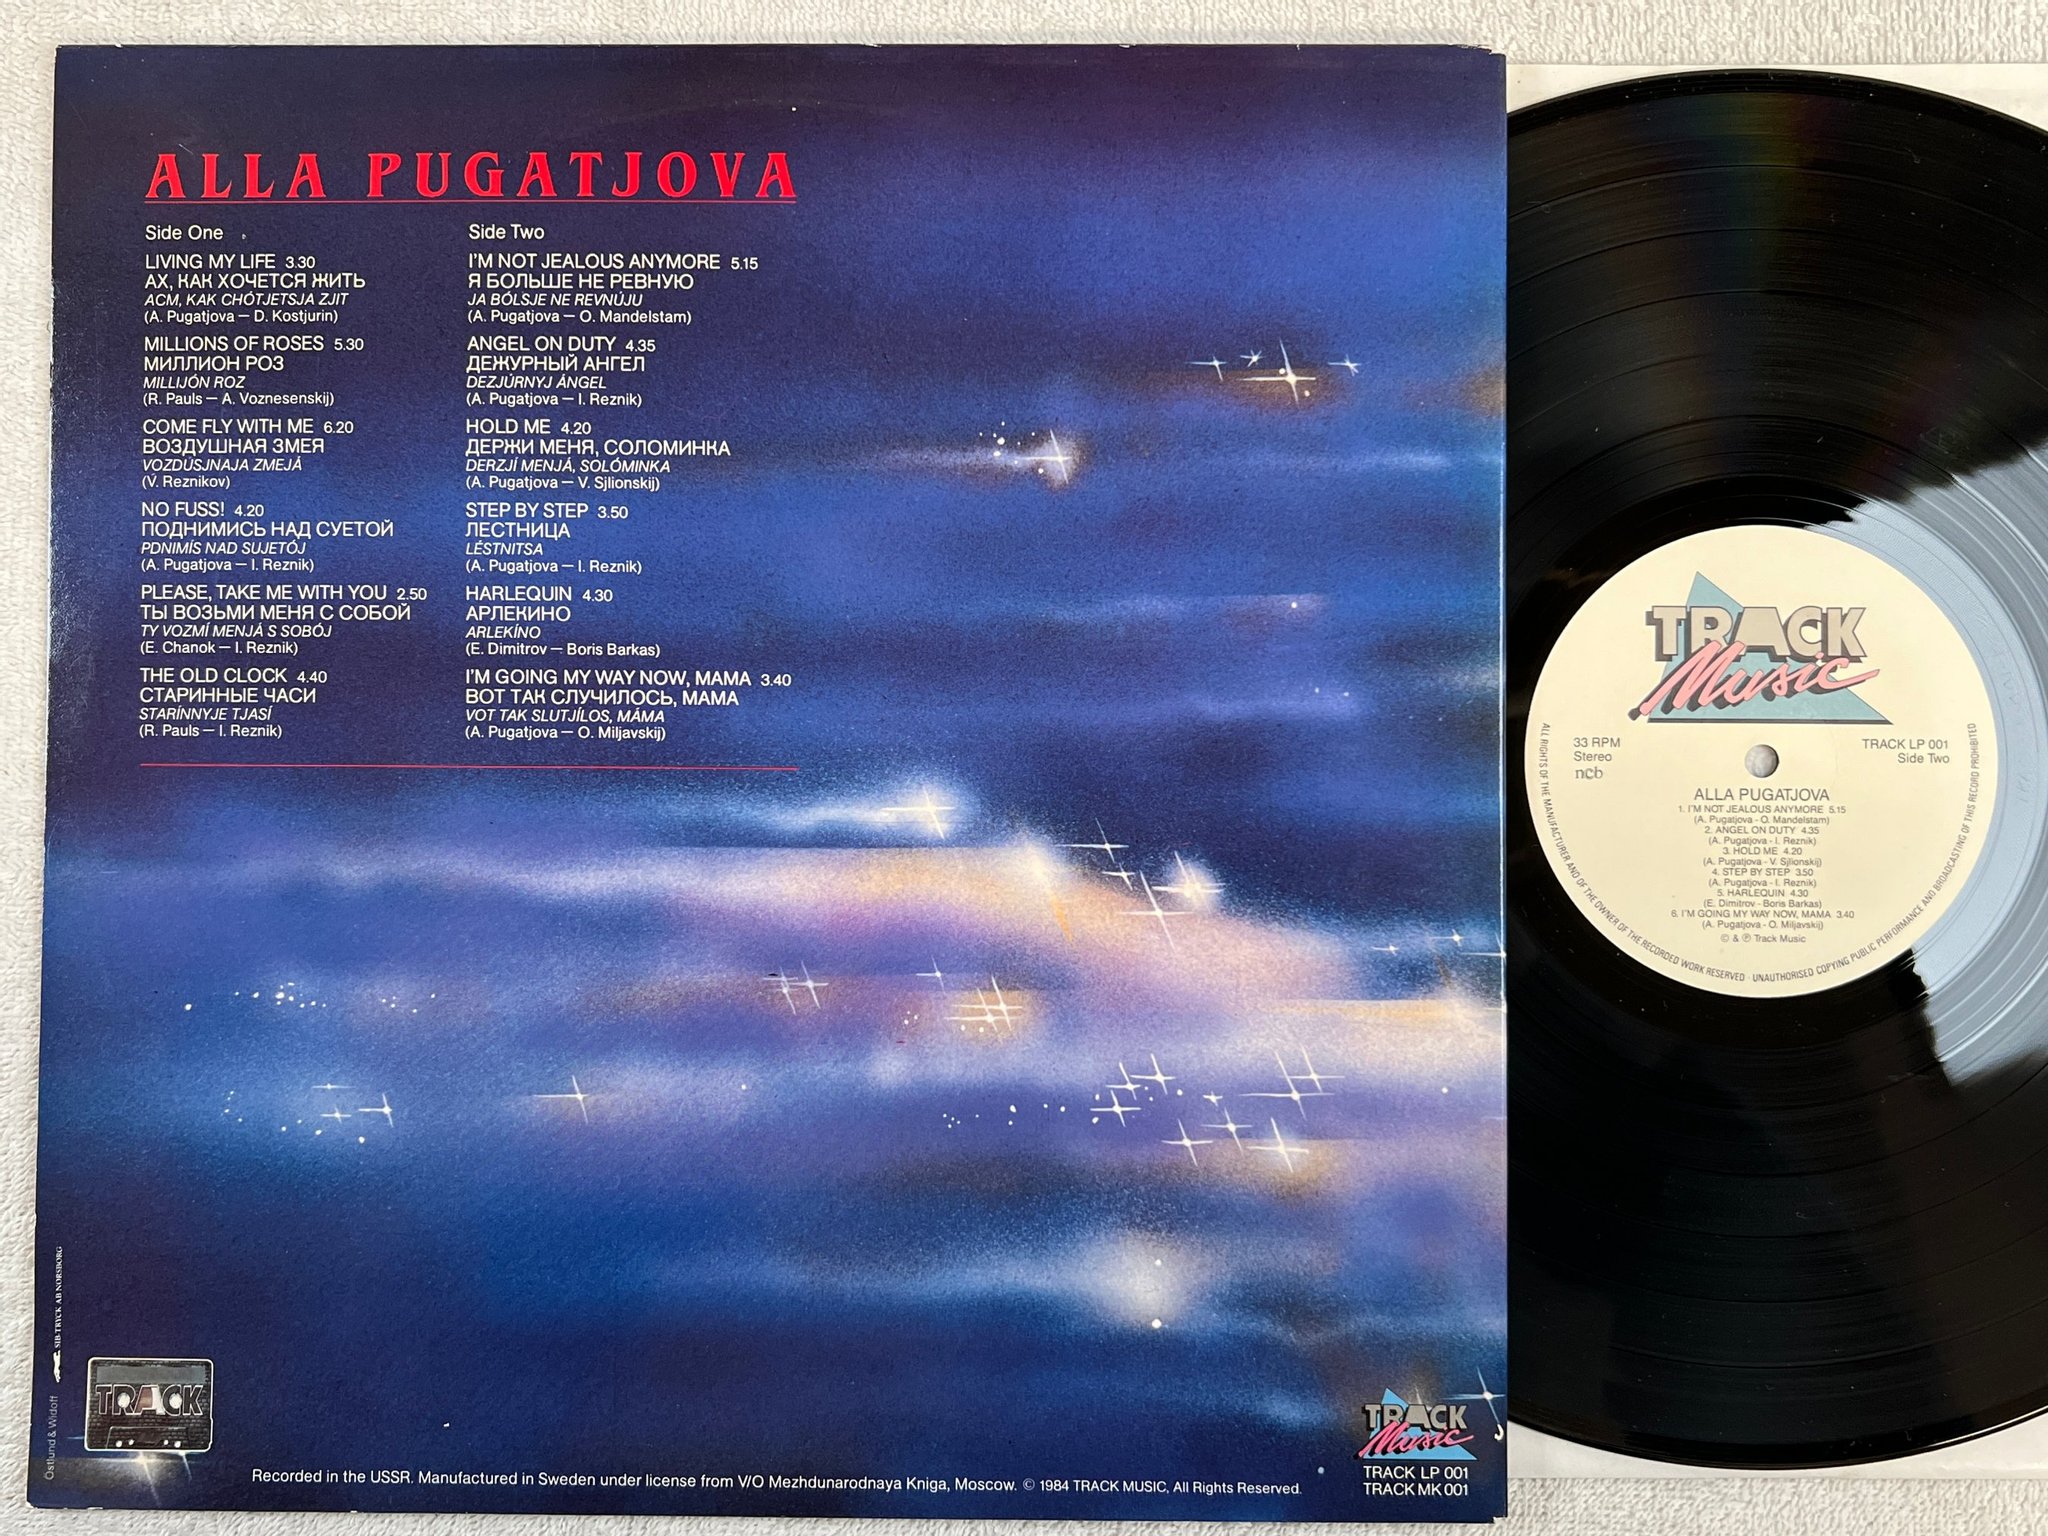 ALLA PUGATJOVA
Side One
LIVING MY LIFE 3.30
АХ, КАК ХОЧЕТСЯ ЖИТЬ
ACM, KAK CHÓTJETSJA ZJIT
(A. Pugatjova — D. Kostjurin)
MILLIONS OF ROSES 5.30
МИЛЛИОН РОЗ
MILLIJÓN ROZ
(R. Pauls — A. Voznesenskij)
COME FLY WITH ME 6.20
ВОЗДУШНАЯ ЗМЕЯ
VOZDÚSJNAJA ZMEJÁ
(V. Reznikov)
NO FUSS! 4.20
ПОДНИМИСЬ НАД СУЕТОЙ
PDNIMÍS NAD SUJETÓJ
(A. Pugatjova — I. Reznik)
PLEASE, TAKE ME WITH YOU 2.50
ТЫ ВОЗЬМИ МЕНЯ С СОБОЙ
TY VOZMÍ MENJÁ S SOBÓJ
(E. Chanok — I. Reznik)
THE OLD CLOCK 4.40
СТАРИННЫЕ ЧАСИ
STARÍNNYJE TJASÍ
(R. Pauls — I. Reznik)
Side Two
I'M NOT JEALOUS ANYMORE 5.15
Я БОЛЬШЕ НЕ РЕВНУЮ
JA BÓLSJE NE REVNÚJU
(A. Pugatjova — O. Mandelstam)
ANGEL ON DUTY 4.35
ДЕЖУРНЫЙ АНГЕЛ
DEZJÚRNYJ ÁNGEL
(A. Pugatjova — I. Reznik)
HOLD ME 4.20
ДЕРЖИ МЕНЯ, СОЛОМИНКА
DERZJÍ MENJÁ, SOLÓMINKA
(A. Pugatjova — V. Sjlionskij)
STEP BY STEP 3.50
ЛЕСТНИЦА
LÉSTNITSA
(A. Pugatjova — I. Reznik)
HARLEQUIN 4.30
АРЛЕКИНО
ARLEKÍNO
(E. Dimitrov — Boris Barkas)
I'M GOING MY WAY NOW, MAMA 3.40
ВОТ ТАК СЛУЧИЛОСЬ, МАМА
VOT TAK SLUTJÍLOS, MÁMA
(A. Pugatjova — O. Miljavskij)
Östlund & Widoff
SIB-TRYCK AB NORSBORG
TRACK
Recorded in the USSR. Manufactured in Sweden under license from V/O Mezhdunarodnaya Kniga, Moscow. © 1984 TRACK MUSIC, All Rights Reserved.
TRACK
Music
TRACK LP 001
TRACK MK 001
TRACK
Music
33 RPM
Stereo
ncb
TRACK LP 001
Side Two
ALLA PUGATJOVA
1. I'M NOT JEALOUS ANYMORE 5.15
(A. Pugatjova - O. Mandelstam)
2. ANGEL ON DUTY 4.35
(A. Pugatjova - I. Reznik)
3. HOLD ME 4.20
(A. Pugatjova - V. Sjlionskij)
4. STEP BY STEP 3.50
(A. Pugatjova - I. Reznik)
5. HARLEQUIN 4.30
(E. Dimitrov - Boris Barkas)
6. I'M GOING MY WAY NOW, MAMA 3.40
(A. Pugatjova - O. Miljavskij)
© & ℗ Track Music
ALL RIGHTS OF THE MANUFACTURER AND OF THE OWNER OF THE RECORDED WORK RESERVED · UNAUTHORISED COPYING PUBLIC PERFORMANCE AND BROADCASTING OF THIS RECORD PROHIBITED